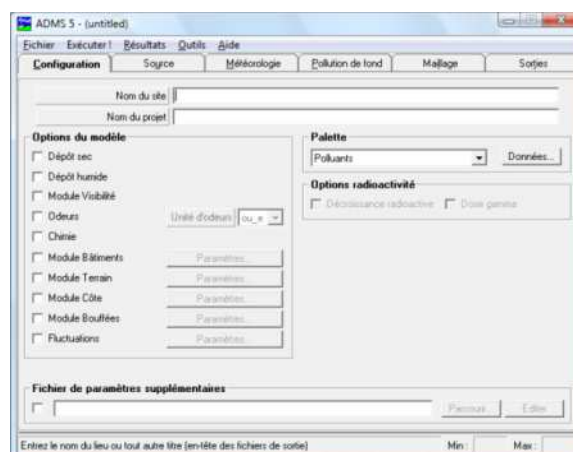 ADMS 5 - (untitled)
Fichier Exécuter! Résultats Outils Aide
Configuration Source Météorologie Pollution de fond Maillage Sorties
Nom du site
Nom du projet
Options du modèle
Dépôt sec
Dépôt humide
Module Visibilité
Odeurs Unité d'odeurs ou_e
Chimie
Module Bâtiments Paramètres...
Module Terrain Paramètres...
Module Côte Paramètres...
Module Bouffées Paramètres...
Fluctuations Paramètres...
Palette
Polluants Données...
Options radioactivité
Décroissance radioactive Dose gamma
Fichier de paramètres supplémentaires
Parcourir... Editer
Entrez le nom du lieu ou tout autre titre (en-tête des fichiers de sortie) Min : Max :